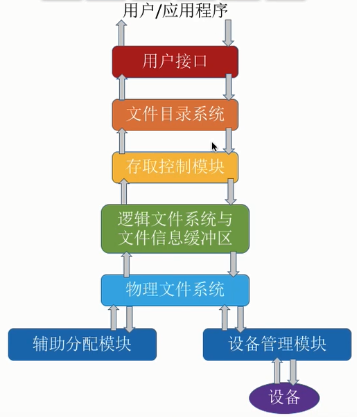 用户/应用程序
用户接口
文件目录系统
存取控制模块
逻辑文件系统与
文件信息缓冲区
物理文件系统
辅助分配模块
设备管理模块
设备